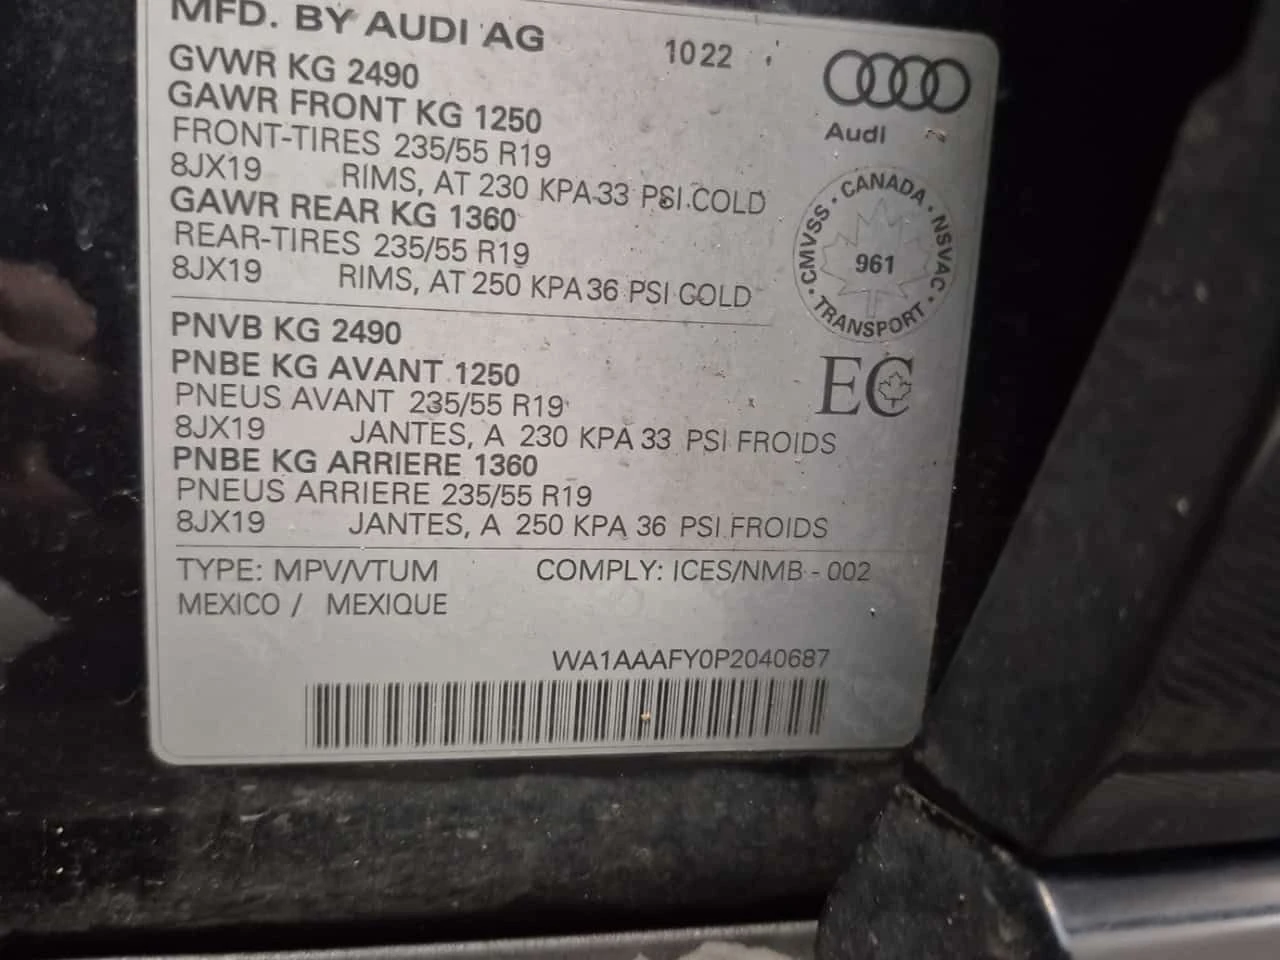 MFD. BY AUDI AG 1022
GVWR KG 2490
GAWR FRONT KG 1250
FRONT-TIRES 235/55 R19
8JX19 RIMS, AT 230 KPA 33 PSI COLD
GAWR REAR KG 1360
REAR-TIRES 235/55 R19
8JX19 RIMS, AT 250 KPA 36 PSI COLD
Audi
CANADA · NSVAC · TRANSPORT · CMVSS ·
961
EC
PNVB KG 2490
PNBE KG AVANT 1250
PNEUS AVANT 235/55 R19
8JX19 JANTES, A 230 KPA 33 PSI FROIDS
PNBE KG ARRIERE 1360
PNEUS ARRIERE 235/55 R19
8JX19 JANTES, A 250 KPA 36 PSI FROIDS
TYPE: MPV/VTUM COMPLY: ICES/NMB - 002
MEXICO / MEXIQUE
WA1AAAFY0P2040687